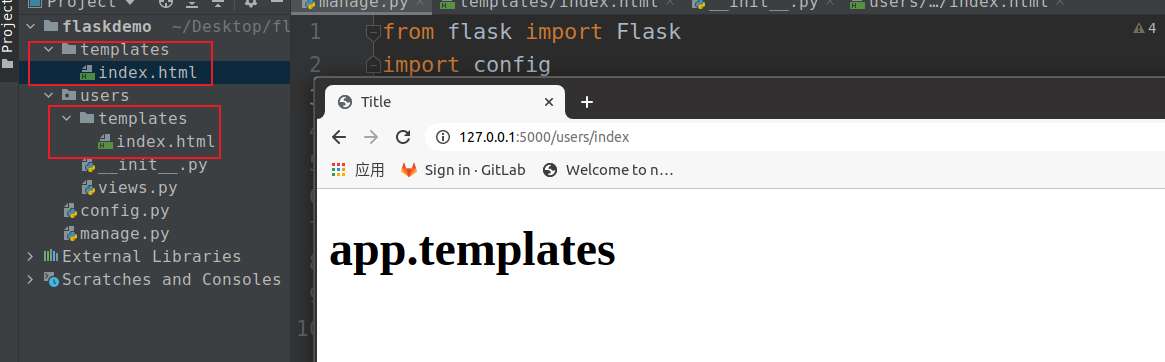 Project
Project
flaskdemo ~/Desktop/fl
templates
index.html
users
templates
index.html
__init__.py
views.py
config.py
manage.py
External Libraries
Scratches and Consoles
manage.py
templates/index.html
__init__.py
users/…/index.html
1 from flask import Flask
2 import config
4
Title
127.0.0.1:5000/users/index
应用
Sign in · GitLab
Welcome to n…
app.templates
10